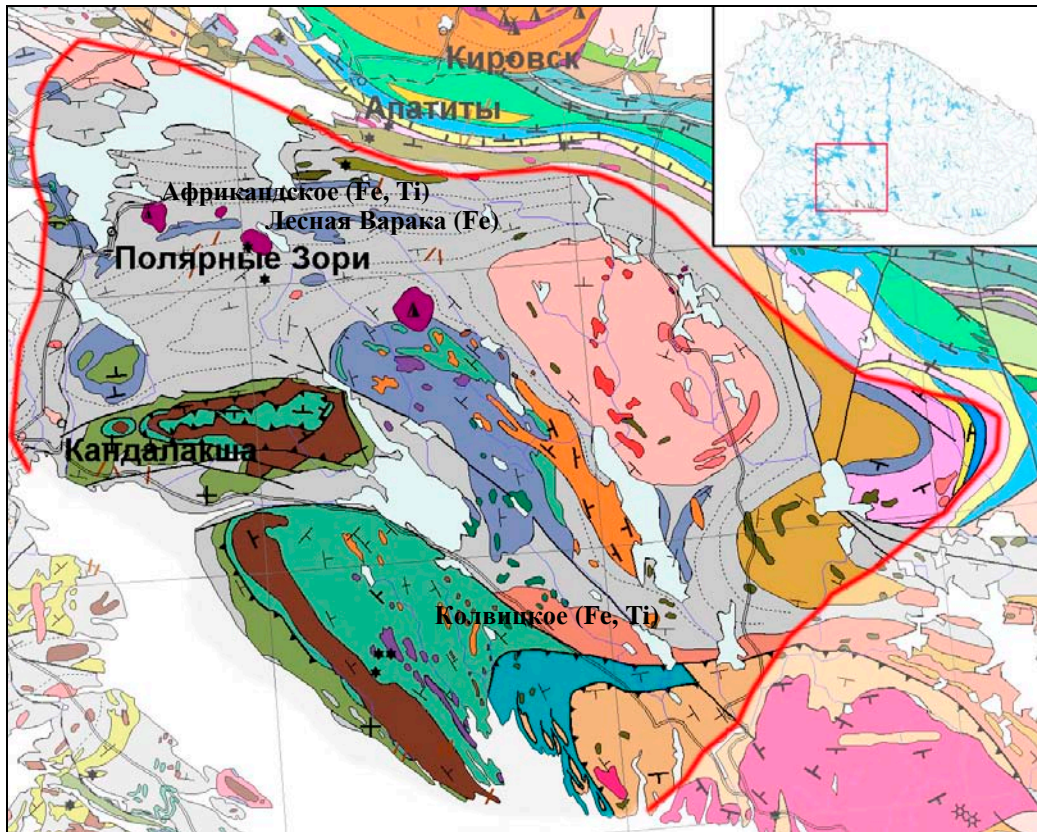 Кировск
Апатиты
Африкандское (Fe, Ti)
Лесная Варака (Fe)
Полярные Зори
Кандалакша
Колвицкое (Fe, Ti)